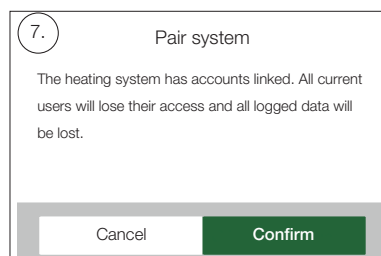 7.
Pair system
The heating system has accounts linked. All current
users will lose their access and all logged data will
be lost.
Cancel Confirm